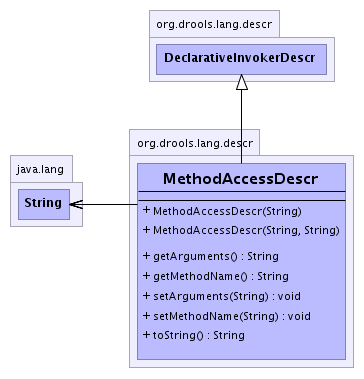 org.drools.lang.descr
DeclarativeInvokerDescr
org.drools.lang.descr
java.lang
String
MethodAccessDescr
+ MethodAccessDescr(String)
+ MethodAccessDescr(String, String)
+ getArguments() : String
+ getMethodName() : String
+ setArguments(String) : void
+ setMethodName(String) : void
+ toString() : String